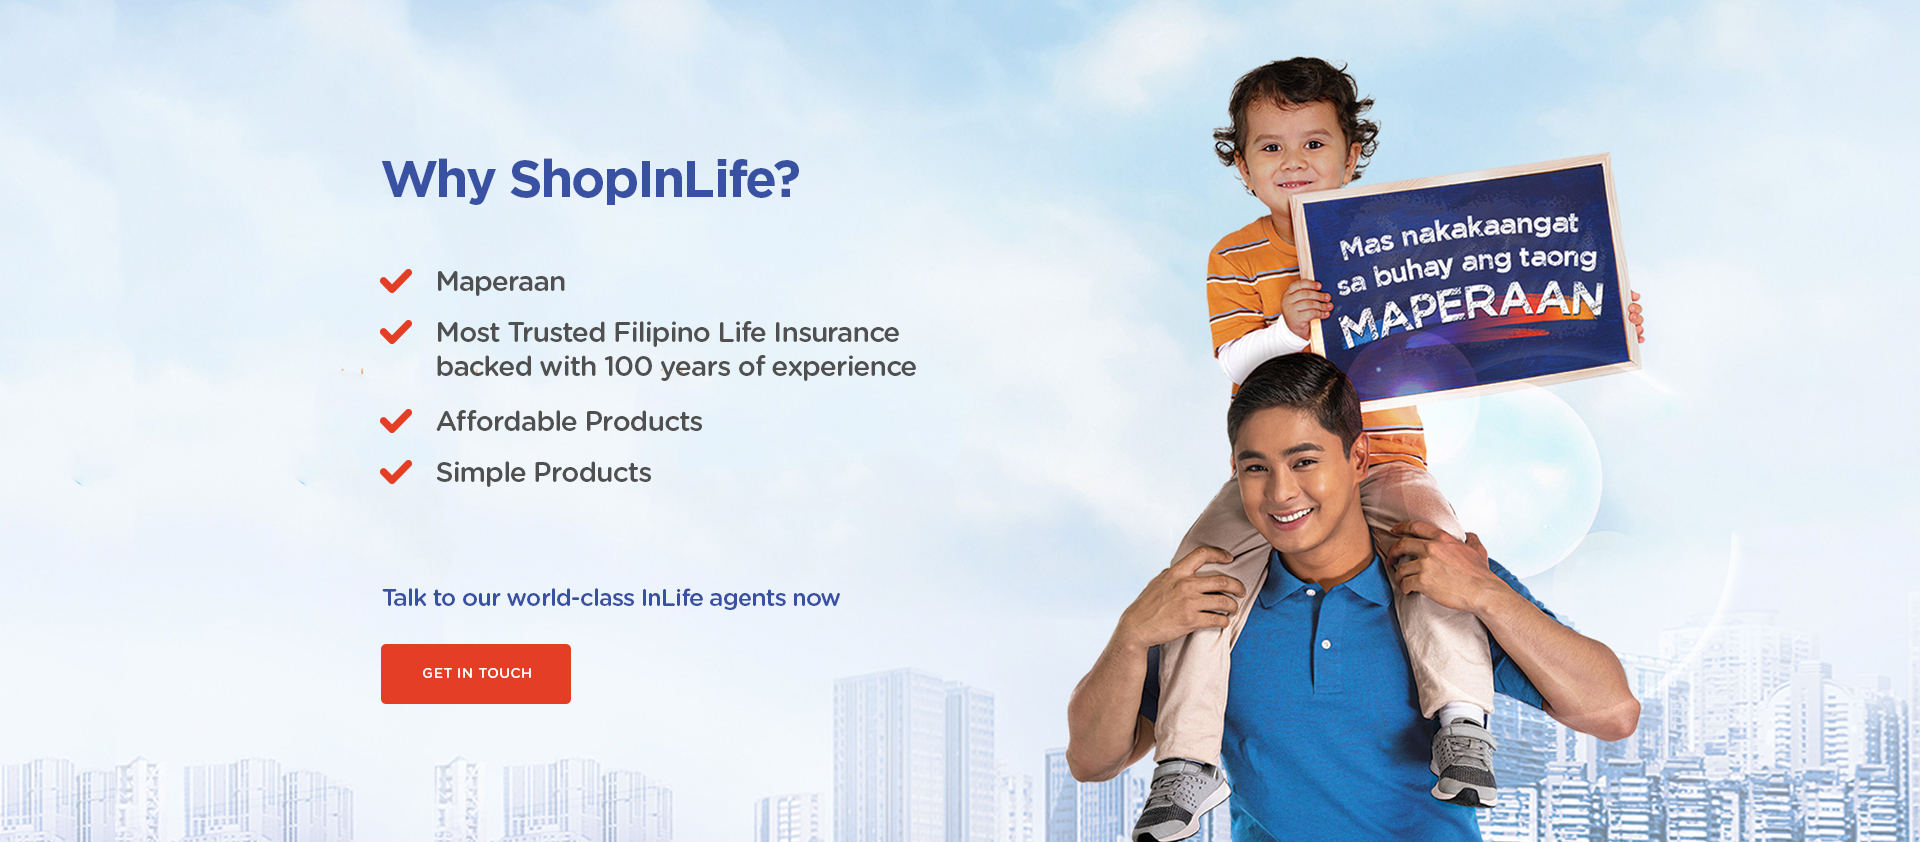 Why ShopInLife?
Maperaan
Most Trusted Filipino Life Insurance
backed with 100 years of experience
Affordable Products
Simple Products
Talk to our world-class InLife agents now
GET IN TOUCH
Mas nakakaangat
sa buhay ang taong
MAPERAAN